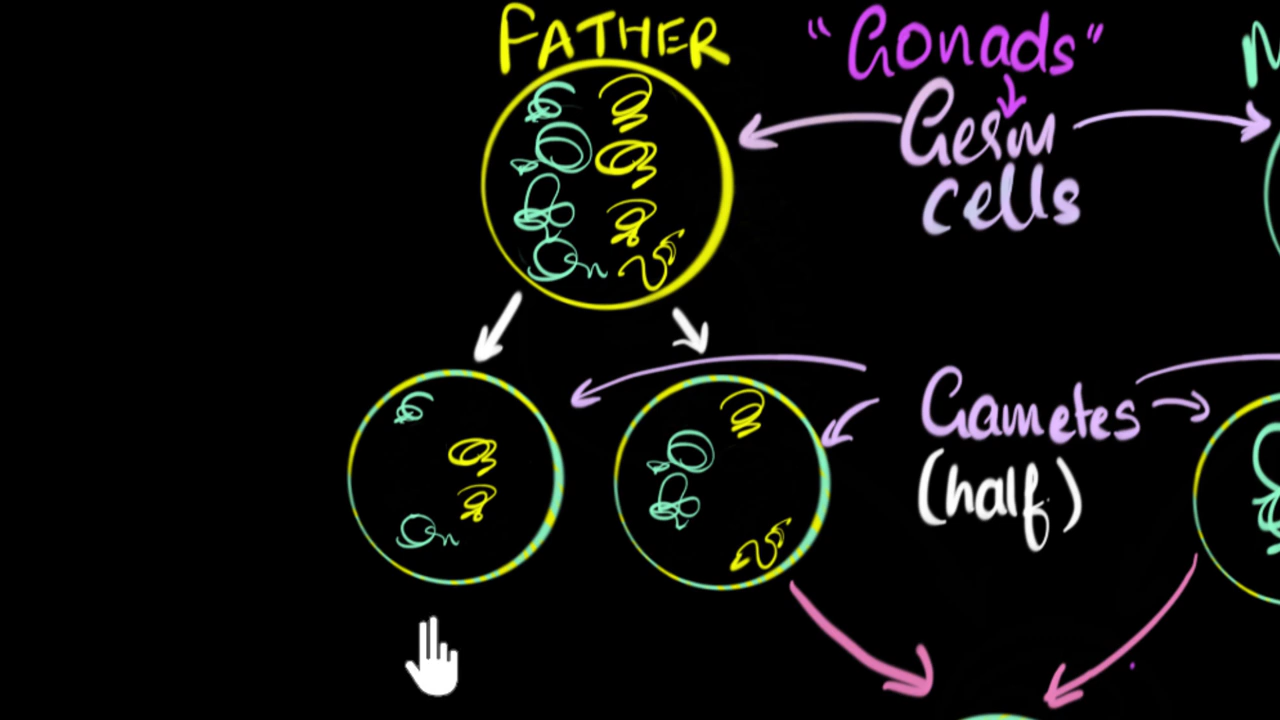 FATHER
"Gonads"
Germ
cells
Gametes
(half)